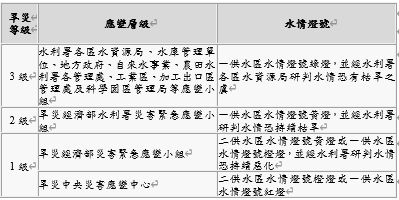 旱災等級
應變層級
水情燈號
3 級
水利署各區水資源局、水庫管理單
位、地方政府、自來水事業、農田水
利署各管理處、工業區、加工出口區
管理處及科學園區管理局等應變小
組
一供水區水情燈號綠燈，並經水利署
各區水資源局研判水情恐有枯旱之
虞
2 級
旱災經濟部水利署災害緊急應變小組
一供水區水情燈號黃燈，並經水利署
研判水情恐持續枯旱
1 級
旱災經濟部災害緊急應變小組
二供水區水情燈號黃燈或一供水區
水情燈號橙燈，並經水利署研判水情
恐持續惡化
旱災中央災害應變中心
二供水區水情燈號橙燈或一供水區
水情燈號紅燈